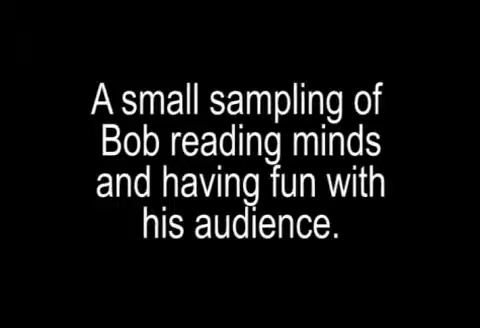 A small sampling of
Bob reading minds
and having fun with
his audience.